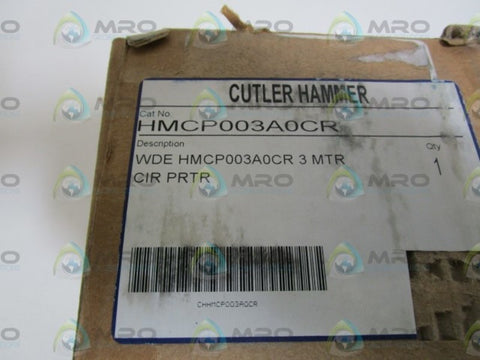 CUTLER HAMMER
Cat No.
HMCP003A0CR
Description
Qty
WDE HMCP003A0CR 3 MTR
1
CIR PRTR
CHHMCP003A0CR
MRO